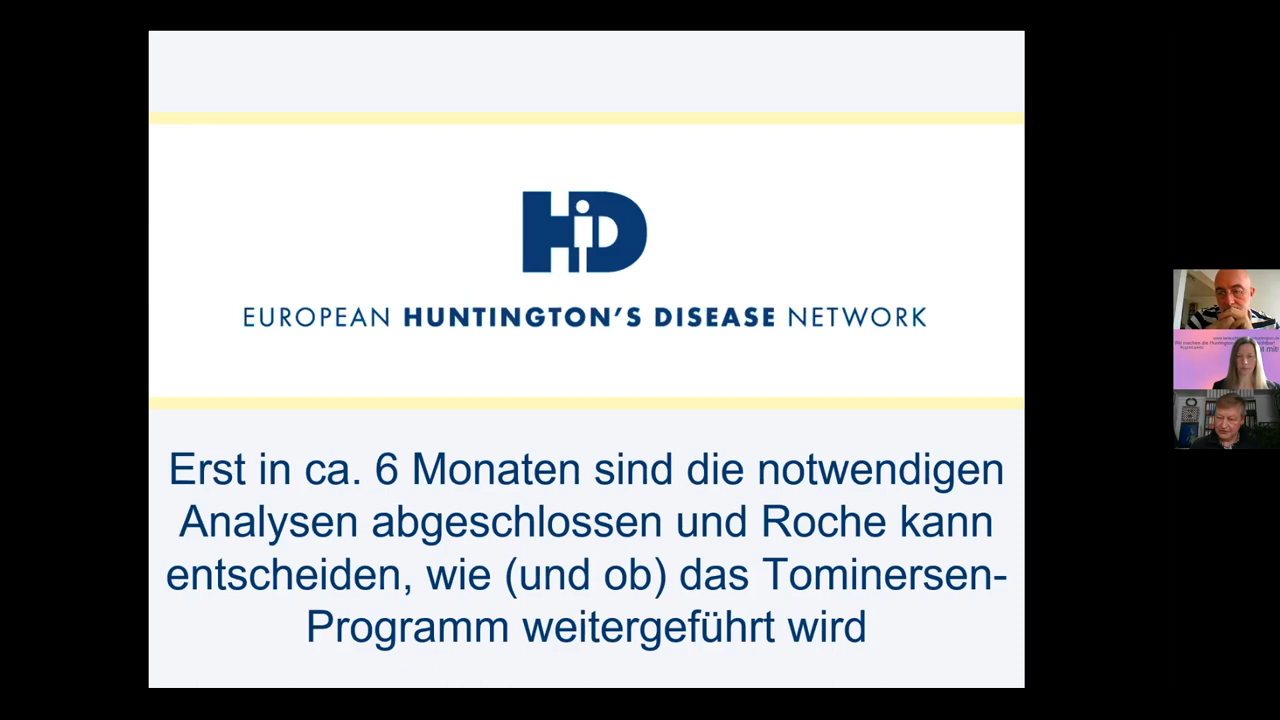 HD
EUROPEAN HUNTINGTON'S DISEASE NETWORK
Erst in ca. 6 Monaten sind die notwendigen
Analysen abgeschlossen und Roche kann
entscheiden, wie (und ob) das Tominersen-
Programm weitergeführt wird